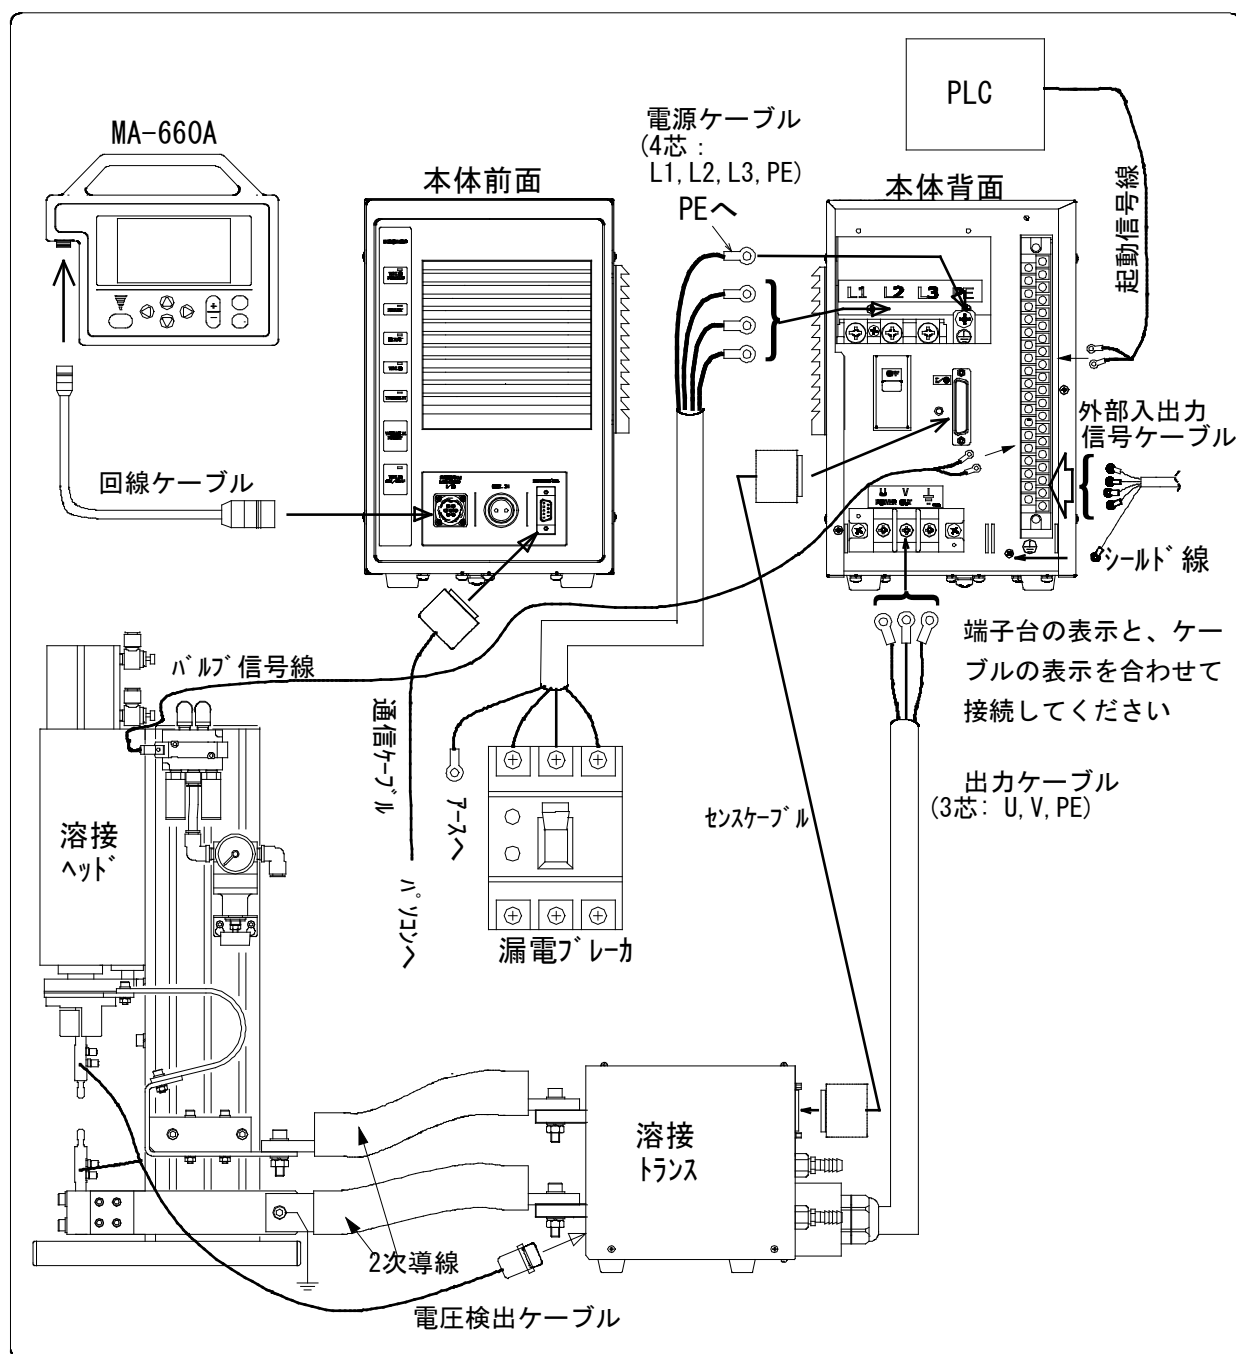 PLC
電源ケーブル
(4芯：
L1, L2, L3, PE)
MA-660A
本体前面
PEへ
本体背面
起動信号線
L1 L2 L3 PE
OFF
外部入出力
信号ケーブル
回線ケーブル
U V
POWER OUT
シールド線
端子台の表示と、ケー
ブルの表示を合わせて
接続してください
バルブ信号線
通信ケーブル
出力ケーブル
(3芯: U, V, PE)
アースへ
センスケーブル
溶接
ヘッド
パソコンへ
漏電ブレーカ
溶接
トランス
2次導線
電圧検出ケーブル